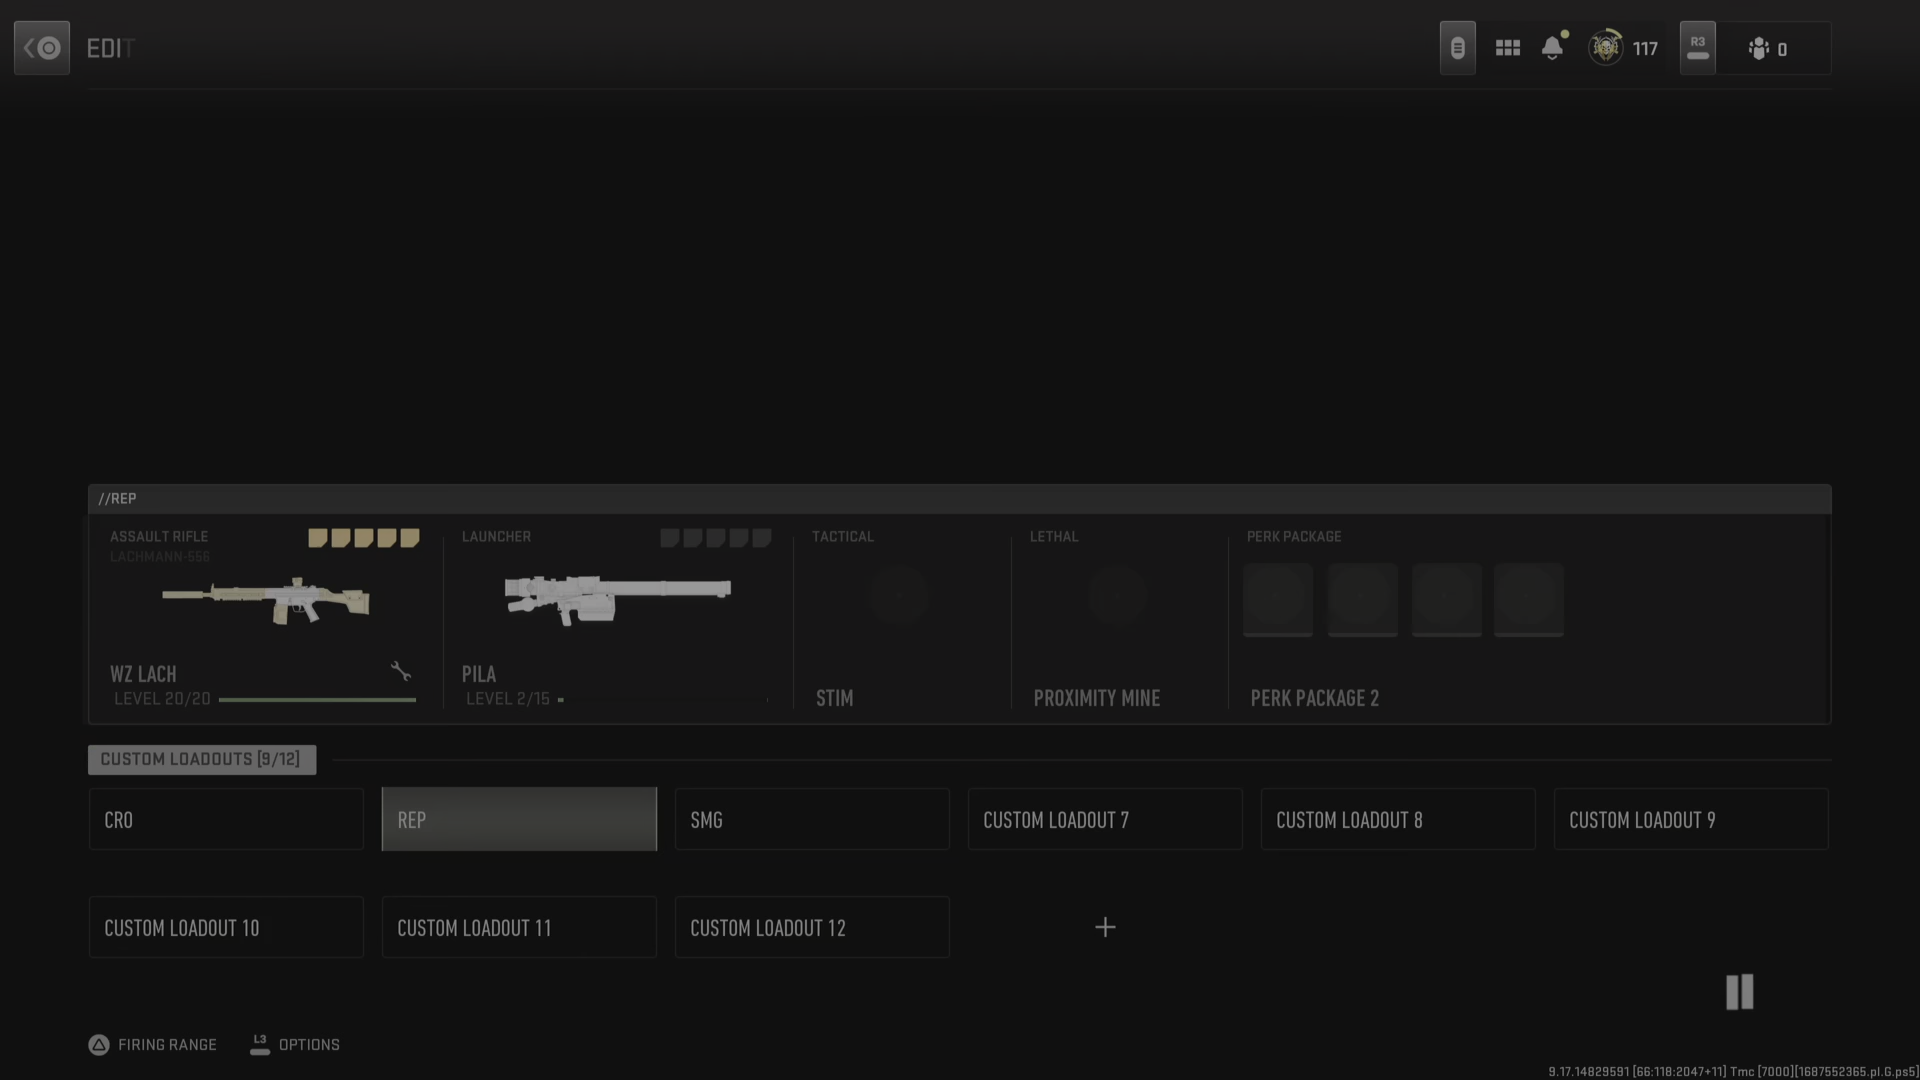 EDIT
117
R3
0
//REP
ASSAULT RIFLE
LACHMANN-556
WZ LACH
LEVEL 20/20
LAUNCHER
PILA
LEVEL 2/15
TACTICAL
STIM
LETHAL
PROXIMITY MINE
PERK PACKAGE
PERK PACKAGE 2
CUSTOM LOADOUTS [9/12]
CRO
REP
SMG
CUSTOM LOADOUT 7
CUSTOM LOADOUT 8
CUSTOM LOADOUT 9
CUSTOM LOADOUT 10
CUSTOM LOADOUT 11
CUSTOM LOADOUT 12
FIRING RANGE
L3
OPTIONS
9.17.14829591 [66:118:2047+11] Tmc [7000][1687552365.pl.G.ps5]